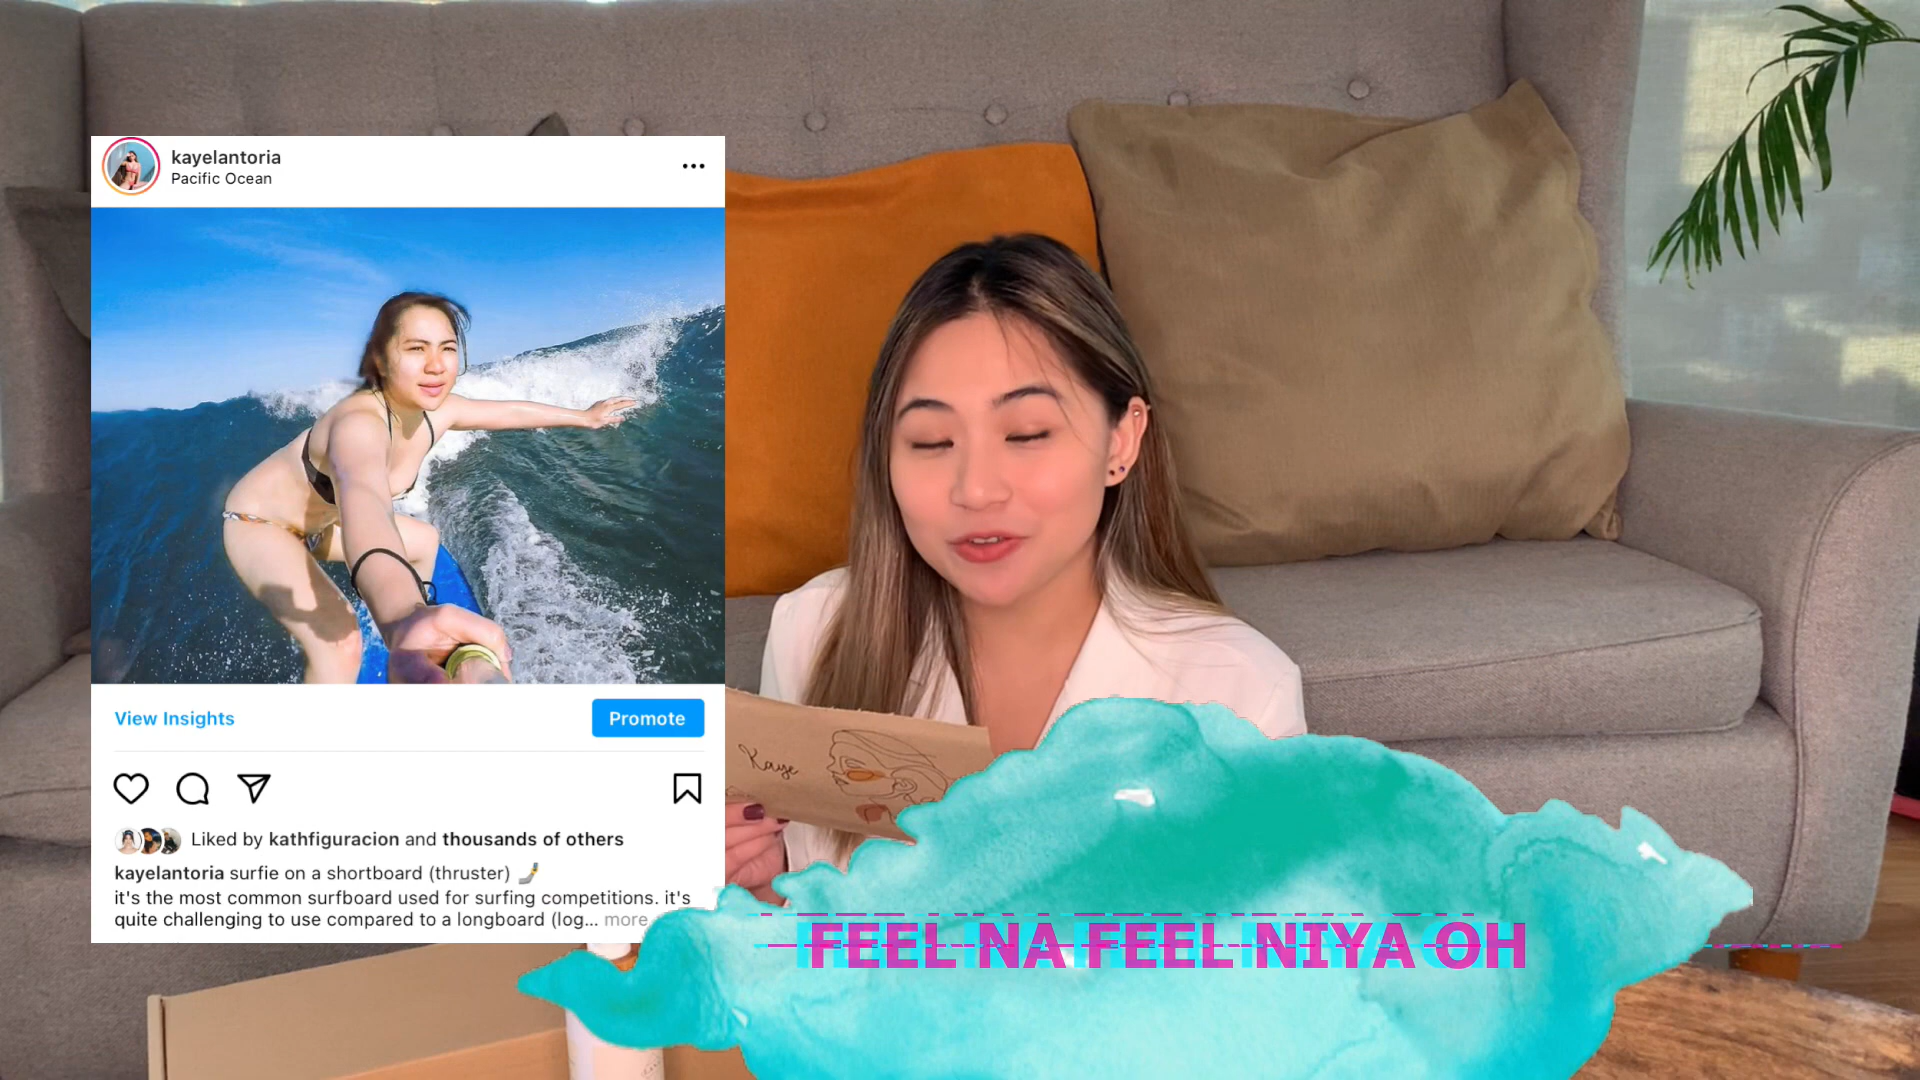 kayelantoria
Pacific Ocean
View Insights
Promote
Liked by kathfiguracion and thousands of others
kayelantoria surfie on a shortboard (thruster) 🤳
it's the most common surfboard used for surfing competitions. it's
quite challenging to use compared to a longboard (log... more
Kaye
FEEL NA FEEL NIYA OH